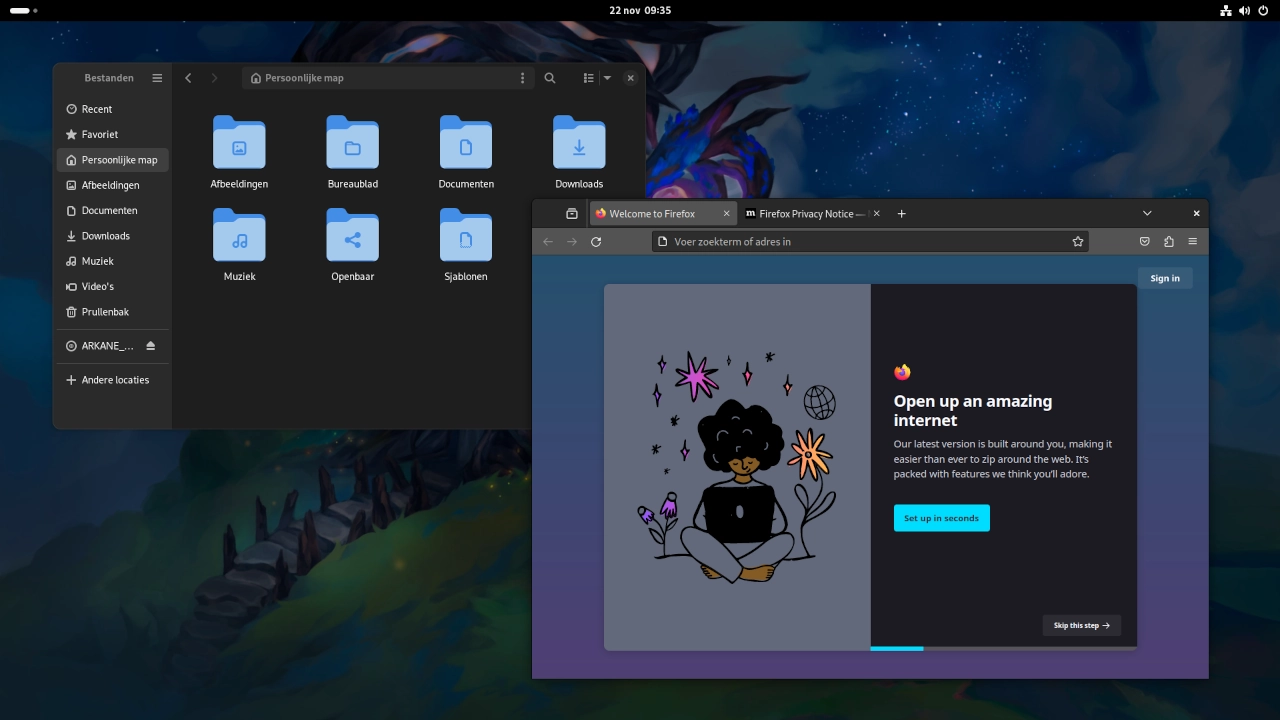 22 nov 09:35
Bestanden
Persoonlijke map
Recent
Favoriet
Persoonlijke map
Afbeeldingen
Documenten
Downloads
Muziek
Video's
Prullenbak
ARKANE_...
Andere locaties
Afbeeldingen
Bureaublad
Documenten
Downloads
Muziek
Openbaar
Sjablonen
Welcome to Firefox
m Firefox Privacy Notice —
Voer zoekterm of adres in
Sign in
Open up an amazing
internet
Our latest version is built around you, making it
easier than ever to zip around the web. It's
packed with features we think you'll adore.
Set up in seconds
Skip this step